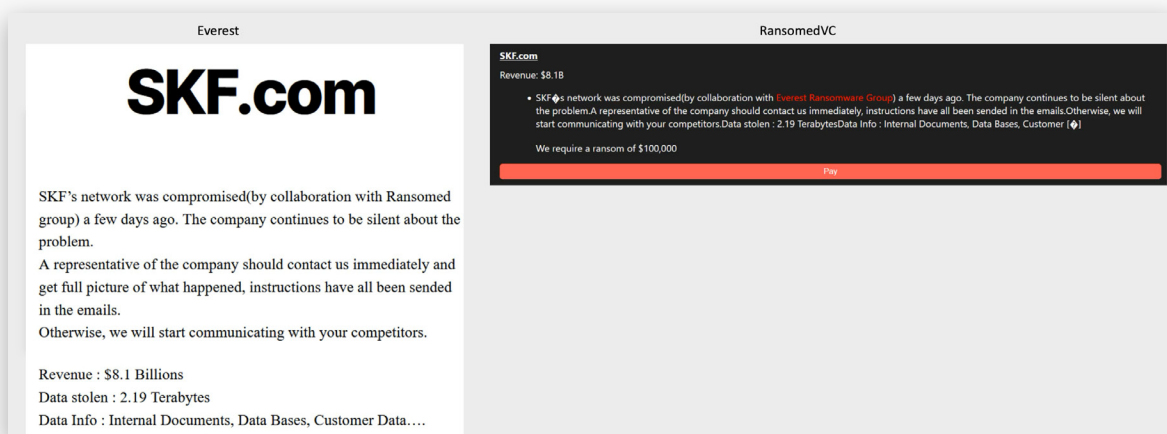 Everest
SKF.com
SKF’s network was compromised(by collaboration with Ransomed
group) a few days ago. The company continues to be silent about the
problem.
A representative of the company should contact us immediately and
get full picture of what happened, instructions have all been sended
in the emails.
Otherwise, we will start communicating with your competitors.
Revenue : $8.1 Billions
Data stolen : 2.19 Terabytes
Data Info : Internal Documents, Data Bases, Customer Data….
RansomedVC
SKF.com
Revenue: $8.1B
• SKF�s network was compromised(by collaboration with Everest Ransomware Group) a few days ago. The company continues to be silent about
the problem.A representative of the company should contact us immediately, instructions have all been sended in the emails.Otherwise, we will
start communicating with your competitors.Data stolen : 2.19 TerabytesData Info : Internal Documents, Data Bases, Customer [�]
We require a ransom of $100,000
Pay